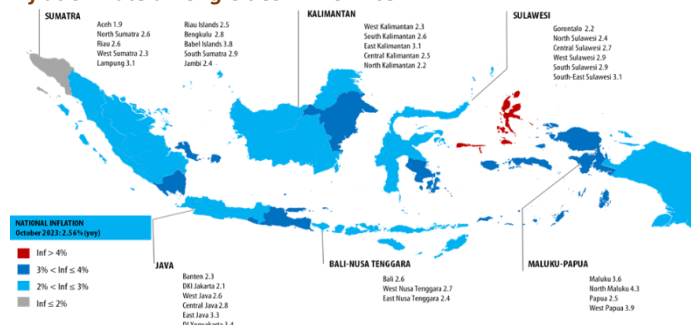 SUMATRA
Aceh 1.9
North Sumatra 2.6
Riau 2.6
West Sumatra 2.3
Lampung 3.1
Riau Islands 2.5
Bengkulu 2.8
Babel Islands 3.8
South Sumatra 2.9
Jambi 2.4
KALIMANTAN
West Kalimantan 2.3
South Kalimantan 2.6
East Kalimantan 3.1
Central Kalimantan 2.5
North Kalimantan 2.2
SULAWESI
Gorontalo 2.2
North Sulawesi 2.4
Central Sulawesi 2.7
West Sulawesi 2.9
South Sulawesi 2.9
South-East Sulawesi 3.1
NATIONAL INFLATION
October 2023: 2.56% (yoy)
Inf > 4%
3% < Inf ≤ 4%
2% < Inf ≤ 3%
Inf ≤ 2%
JAVA
Banten 2.3
DKI Jakarta 2.1
West Java 2.6
Central Java 2.8
East Java 3.3
DI Yogyakarta 3.4
BALI-NUSA TENGGARA
Bali 2.6
West Nusa Tenggara 2.7
East Nusa Tenggara 2.4
MALUKU-PAPUA
Maluku 3.6
North Maluku 4.3
Papua 2.5
West Papua 3.9